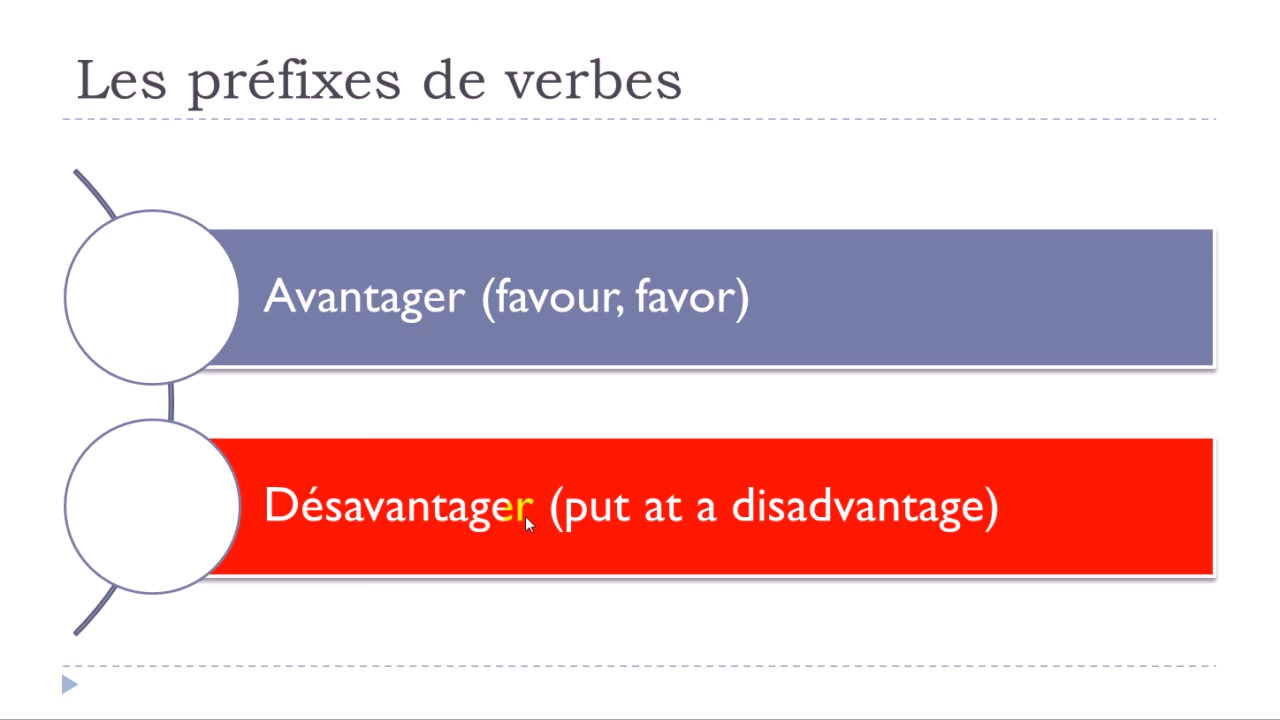 Les préfixes de verbes
Avantager (favour, favor)
Désavantager (put at a disadvantage)